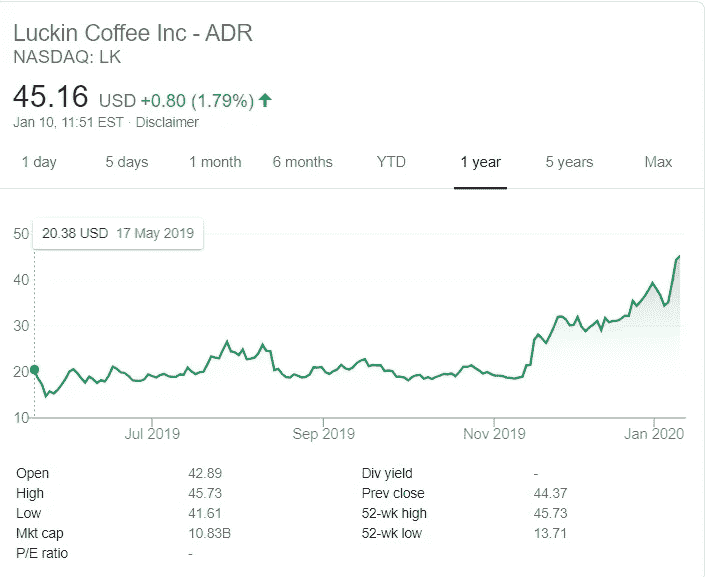 Luckin Coffee Inc - ADR
NASDAQ: LK
45.16 USD +0.80 (1.79%)
Jan 10, 11:51 EST · Disclaimer
1 day 5 days 1 month 6 months YTD 1 year 5 years Max
50 20.38 USD 17 May 2019
40
30
20
10
Jul 2019 Sep 2019 Nov 2019 Jan 2020
Open 42.89 Div yield -
High 45.73 Prev close 44.37
Low 41.61 52-wk high 45.73
Mkt cap 10.83B 52-wk low 13.71
P/E ratio -